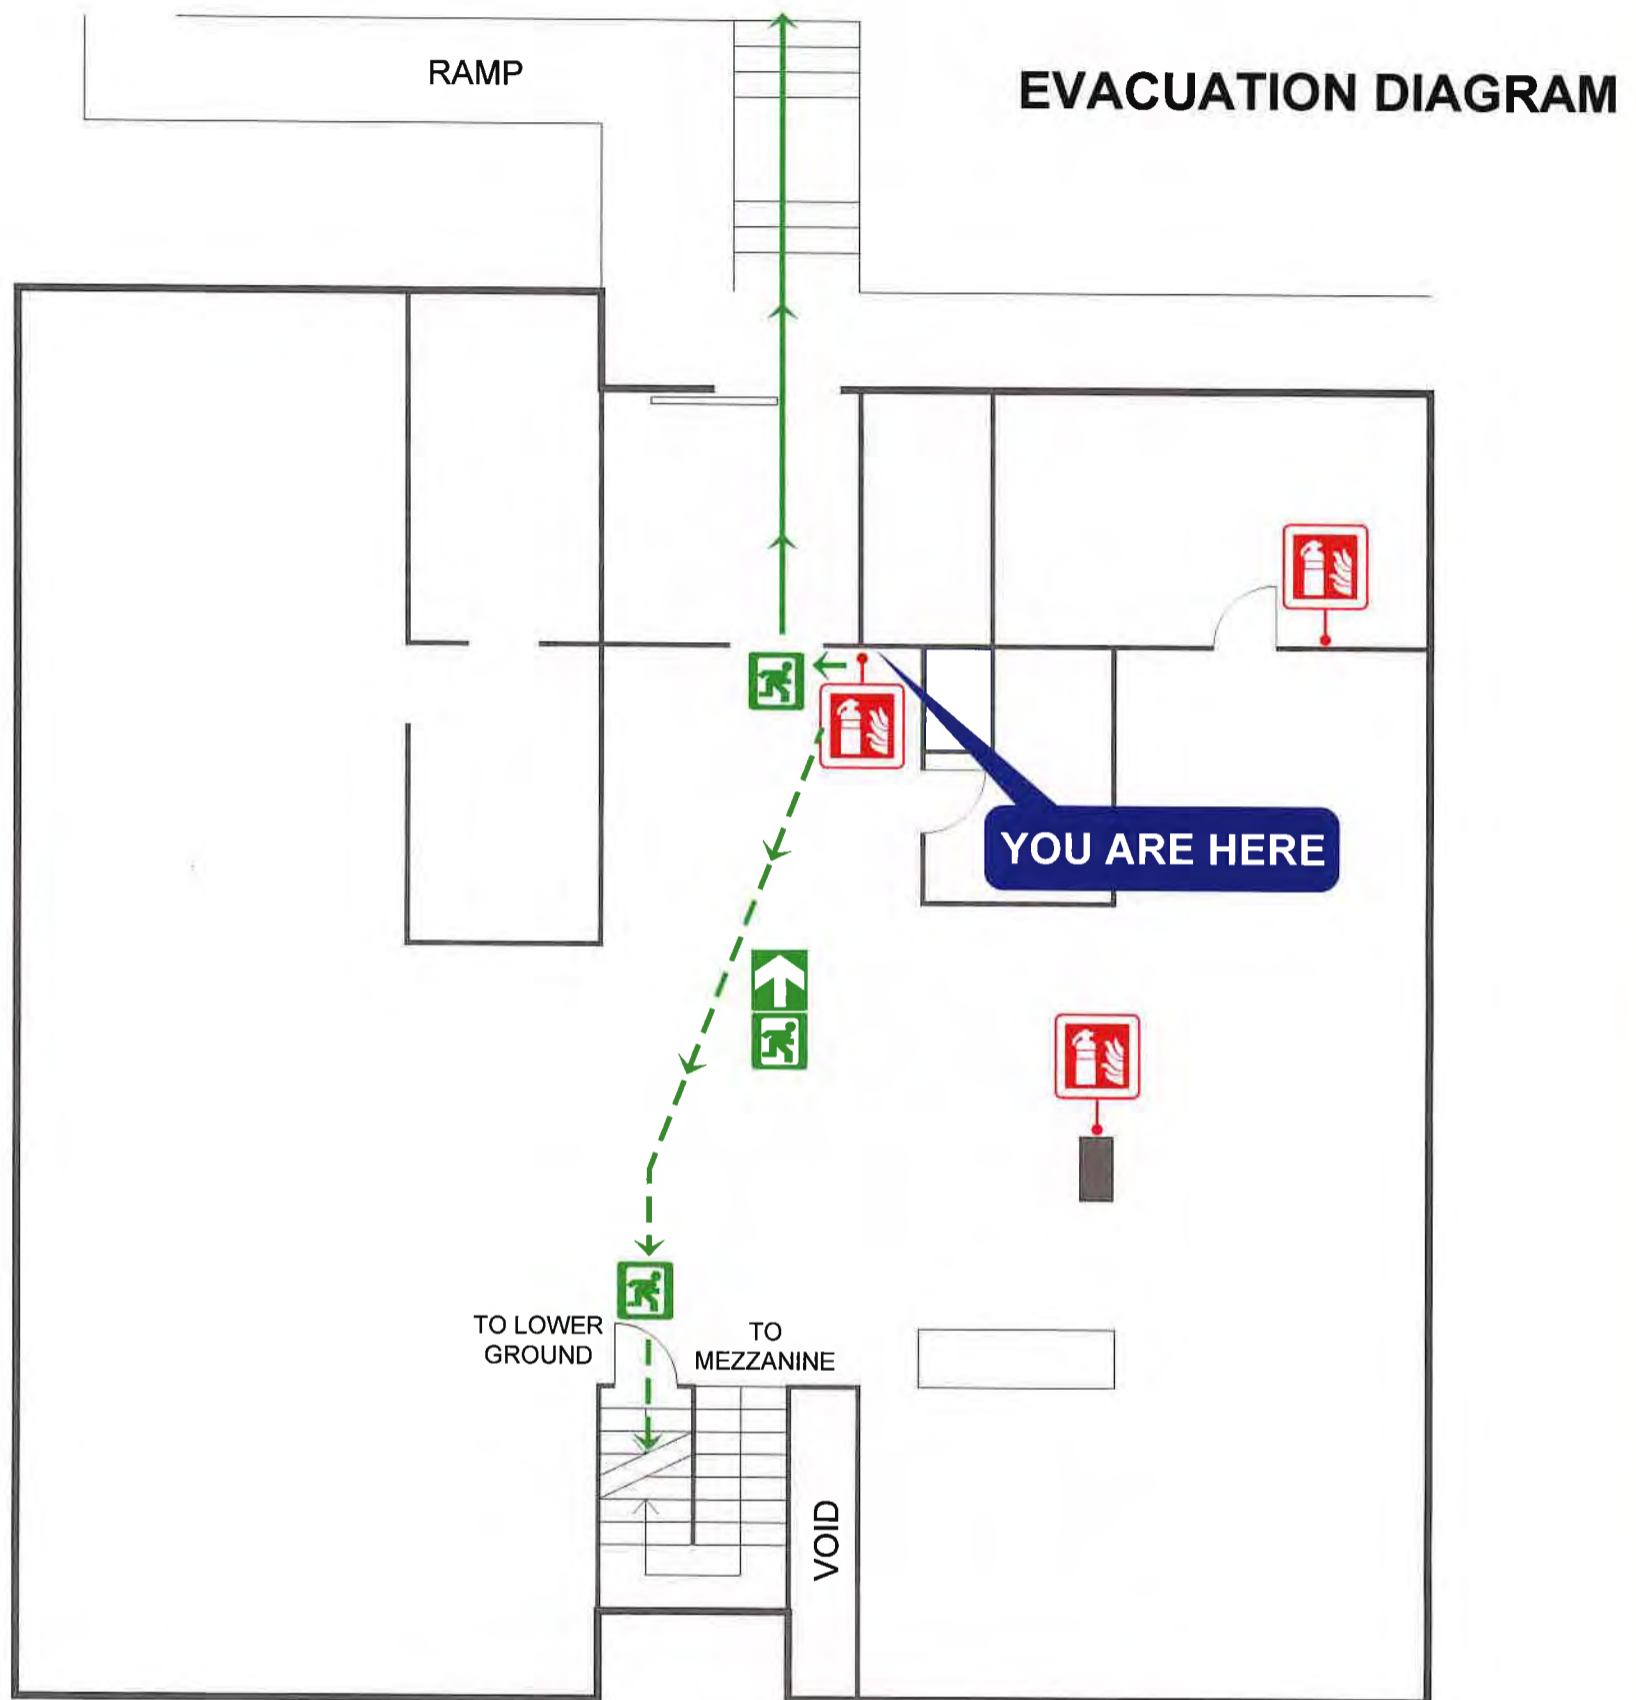 RAMP
EVACUATION DIAGRAM
YOU ARE HERE
TO LOWER
GROUND
TO
MEZZANINE
VOID